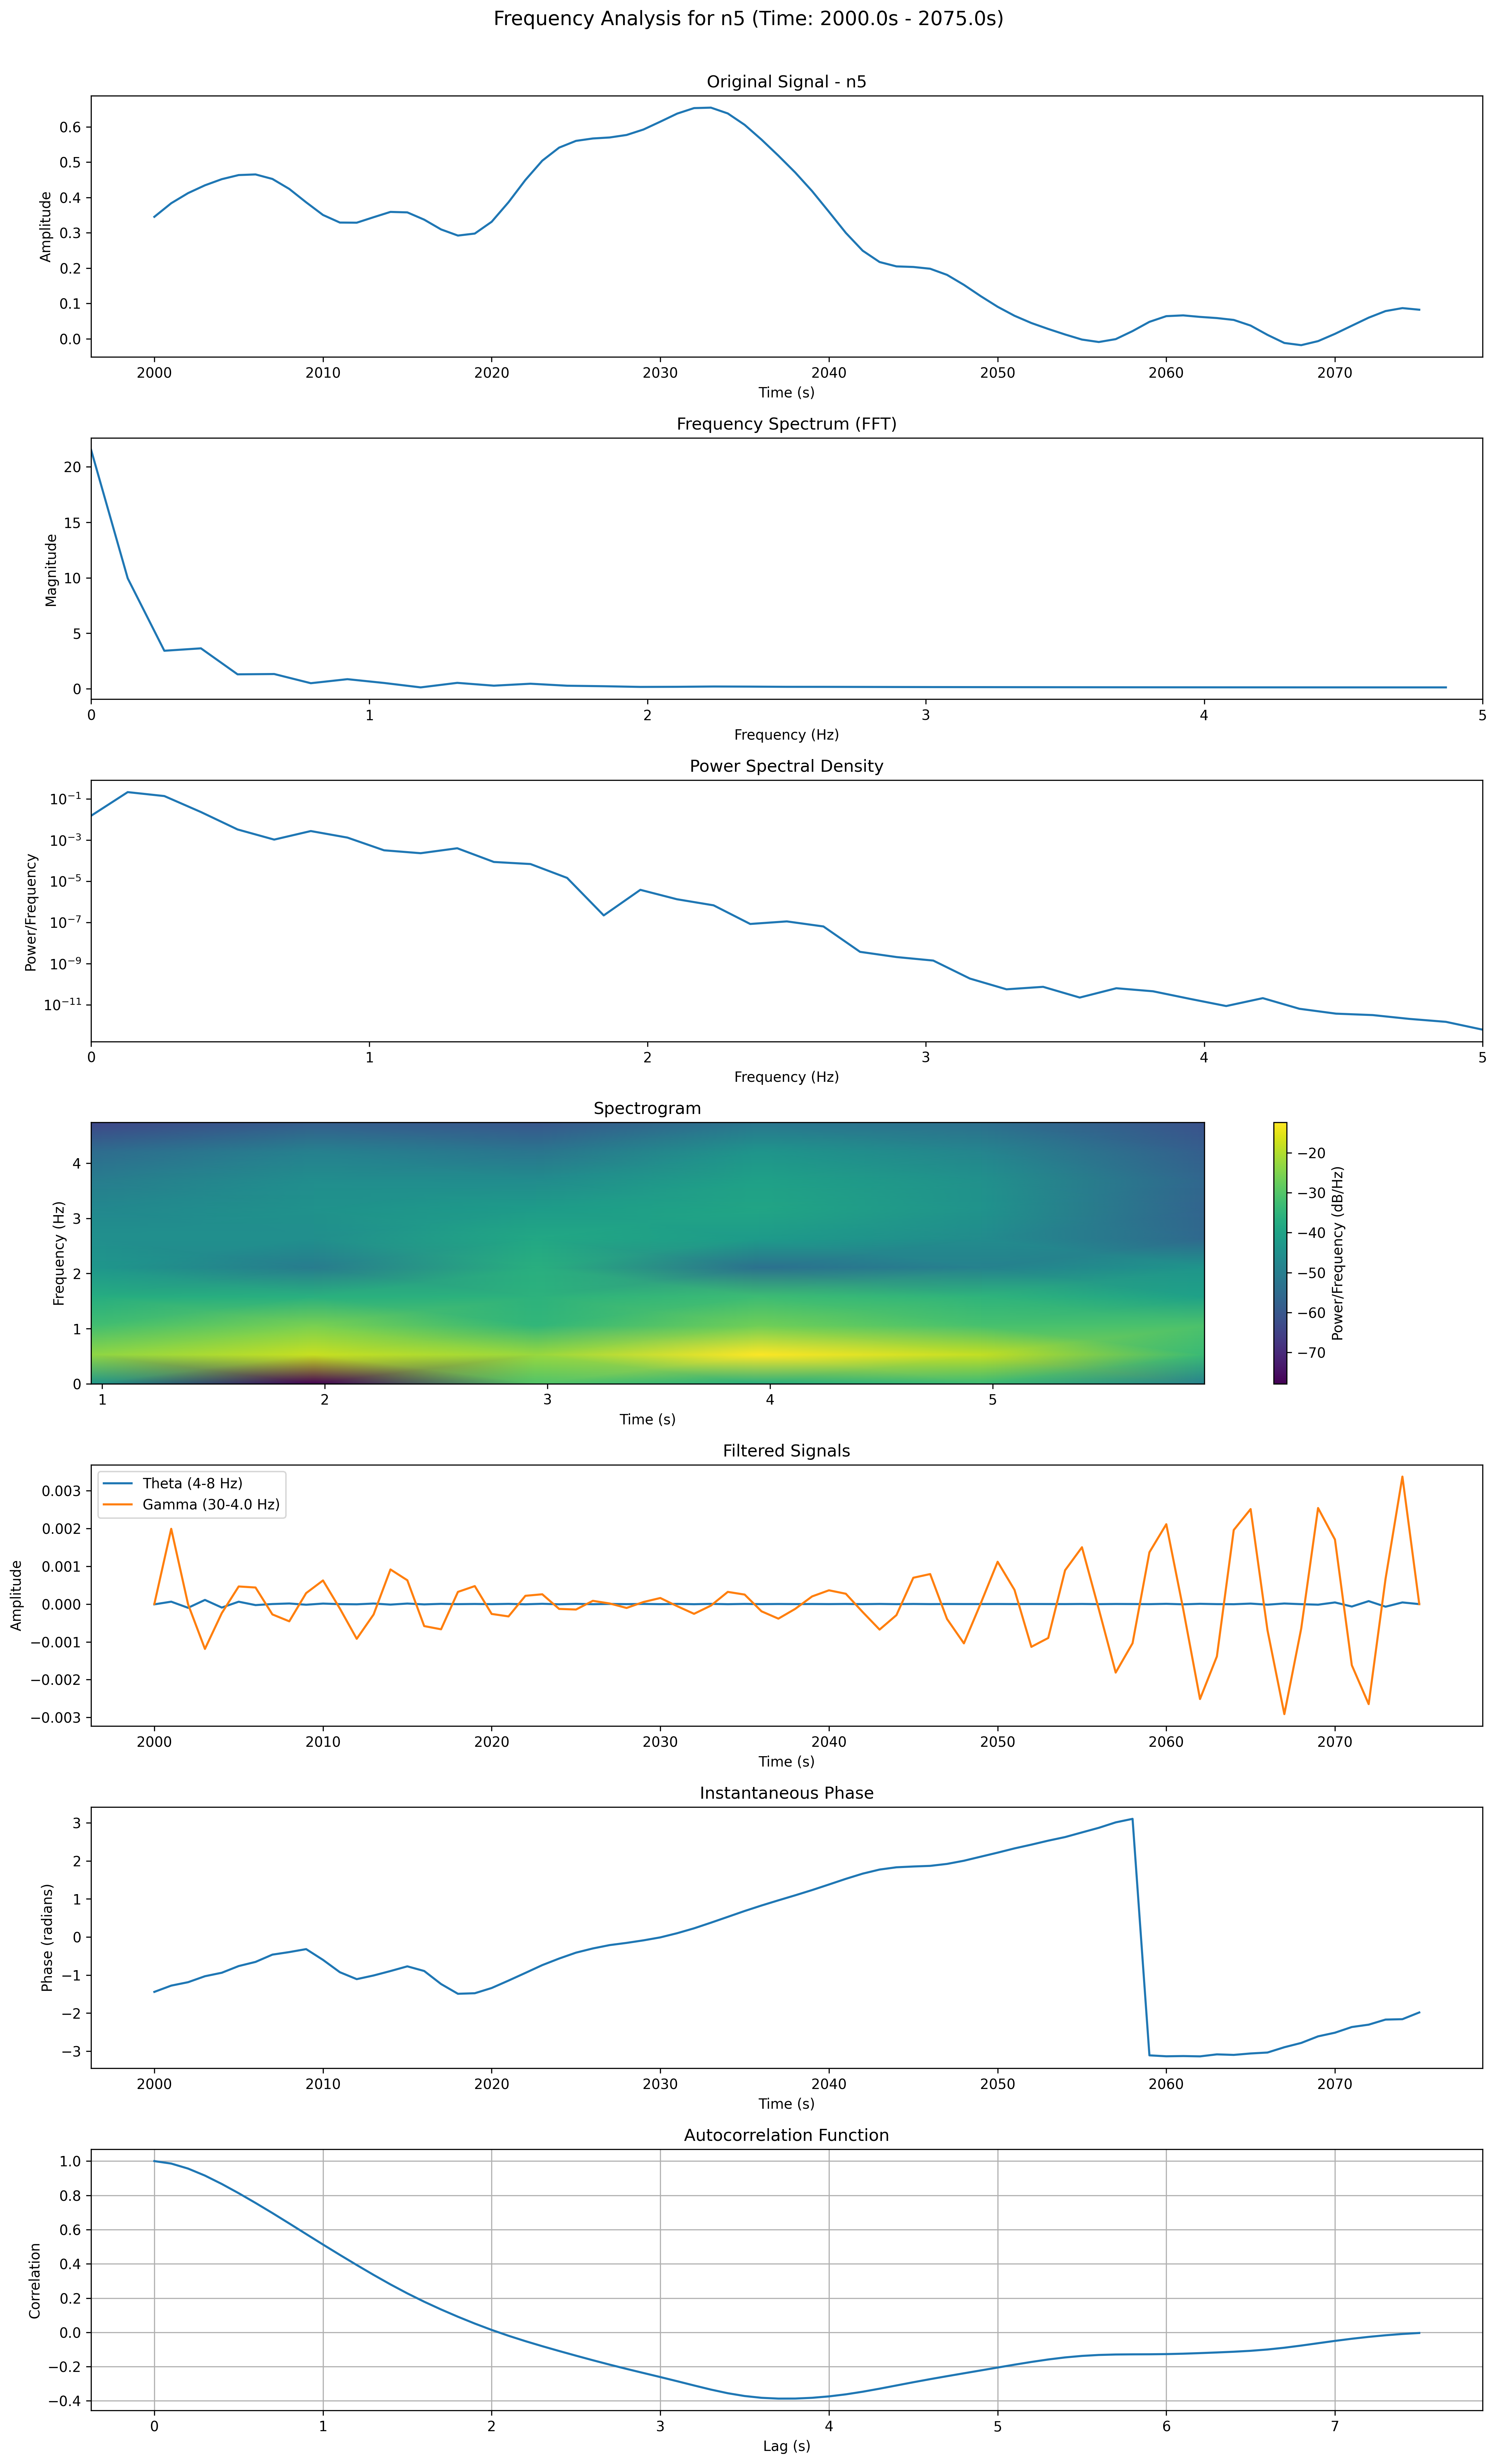 Frequency Analysis for n5 (Time: 2000.0s - 2075.0s)
Original Signal - n5
Amplitude
0.6
0.5
0.4
0.3
0.2
0.1
0.0
2000 2010 2020 2030 2040 2050 2060 2070
Time (s)
Frequency Spectrum (FFT)
Magnitude
20
15
10
5
0
0 1 2 3 4 5
Frequency (Hz)
Power Spectral Density
Power/Frequency
10⁻¹
10⁻³
10⁻⁵
10⁻⁷
10⁻⁹
10⁻¹¹
0 1 2 3 4 5
Frequency (Hz)
Spectrogram
Frequency (Hz)
4
3
2
1
0
1 2 3 4 5
Time (s)
−20
−30
−40
−50
−60
−70
Power/Frequency (dB/Hz)
Filtered Signals
Theta (4-8 Hz)
Gamma (30-4.0 Hz)
Amplitude
0.003
0.002
0.001
0.000
−0.001
−0.002
−0.003
2000 2010 2020 2030 2040 2050 2060 2070
Time (s)
Instantaneous Phase
Phase (radians)
3
2
1
0
−1
−2
−3
2000 2010 2020 2030 2040 2050 2060 2070
Time (s)
Autocorrelation Function
Correlation
1.0
0.8
0.6
0.4
0.2
0.0
−0.2
−0.4
0 1 2 3 4 5 6 7
Lag (s)